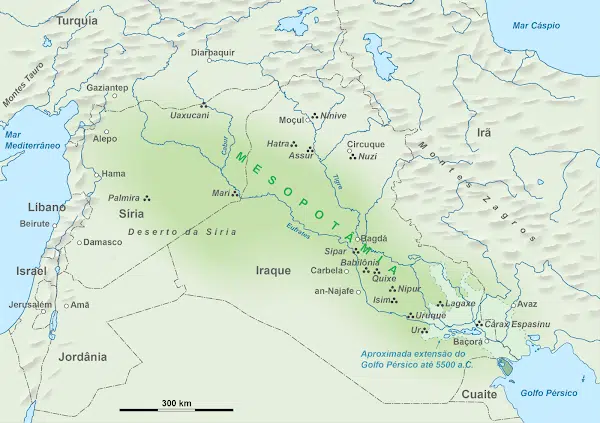 Turquia
Mar Cáspio
Diarbaquir
Montes Tauro
Gaziantep
Uaxucani
Moçul
Nínive
Mar
Mediterrâneo
Alepo
Cabur
Hatra
Assur
Circuque
Nuzi
Irã
MESOPOTÂMIA
Tigre
Montes Zagros
Hama
Palmira
Mari
Líbano
Síria
Beirute
Deserto da Síria
Eufrates
Bagdá
Damasco
Sipar
Babilônia
Israel
Iraque
Carbela
Quixe
an-Najafe
Nipur
Isim
Jerusalém
Amã
Lagaxe
Avaz
Uruque
Cárax Espasinu
Ur
Baçorá
Jordânia
Aproximada extensão do
Golfo Pérsico até 5500 a.C.
Cuaite
Golfo Pérsico
300 km